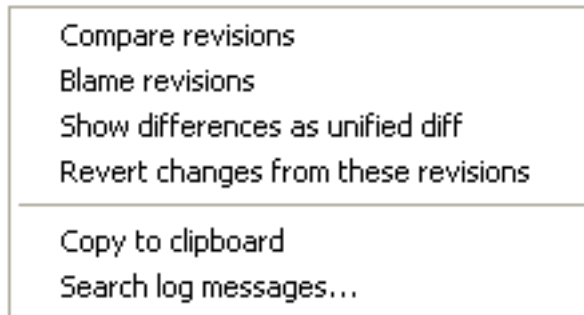 Compare revisions
Blame revisions
Show differences as unified diff
Revert changes from these revisions
Copy to clipboard
Search log messages...